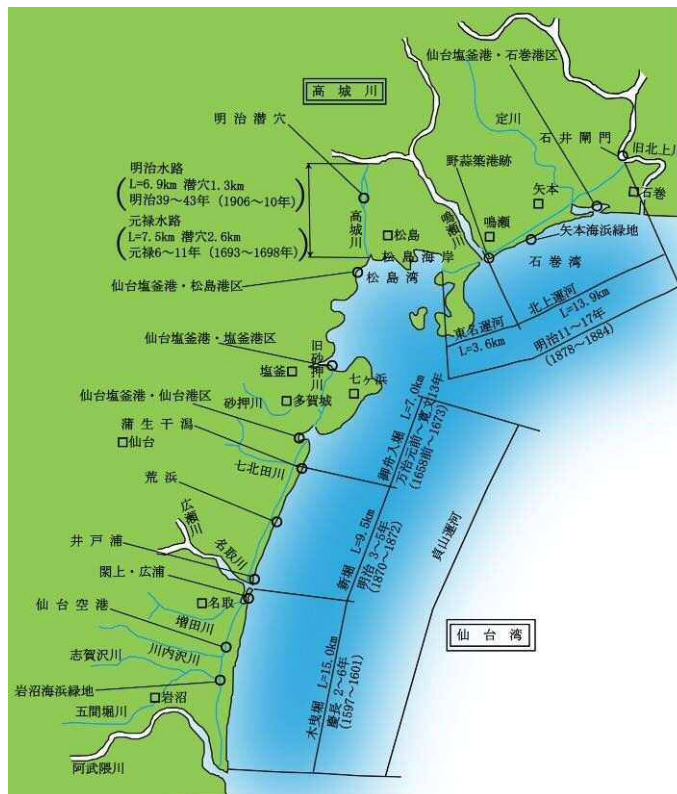 仙台塩釜港・石巻港区
高城川
定川
明治潜穴
石井閘門
旧北上川
野蒜築港跡
明治水路
L=6.9km 潜穴1.3km
明治39～43年（1906～10年）
矢本
石巻
高城川
鳴瀬川
鳴瀬
元禄水路
L=7.5km 潜穴2.6km
元禄6～11年（1693～1698年）
松島
矢本海浜緑地
松島海岸
石巻湾
仙台塩釜港・松島港区
松島湾
北上運河
L=13.9km
東名運河
L=3.6km
明治11～17年
(1878～1884)
仙台塩釜港・塩釜港区
旧砂押川
塩釜
七ヶ浜
仙台塩釜港・仙台港区
砂押川
多賀城
御舟入堀 L=7.0km
万治元前～寛文13年
(1658前～1673)
蒲生干潟
仙台
七北田川
荒浜
広瀬川
貞山運河
新堀 L=9.5km
明治 3～5年
(1870～1872)
井戸浦
名取川
閖上・広浦
仙台空港
名取
増田川
仙台湾
志賀沢川
川内沢川
木曳堀 L=15.0km
慶長 2～6年
(1597～1601)
岩沼海浜緑地
岩沼
五間堀川
阿武隈川